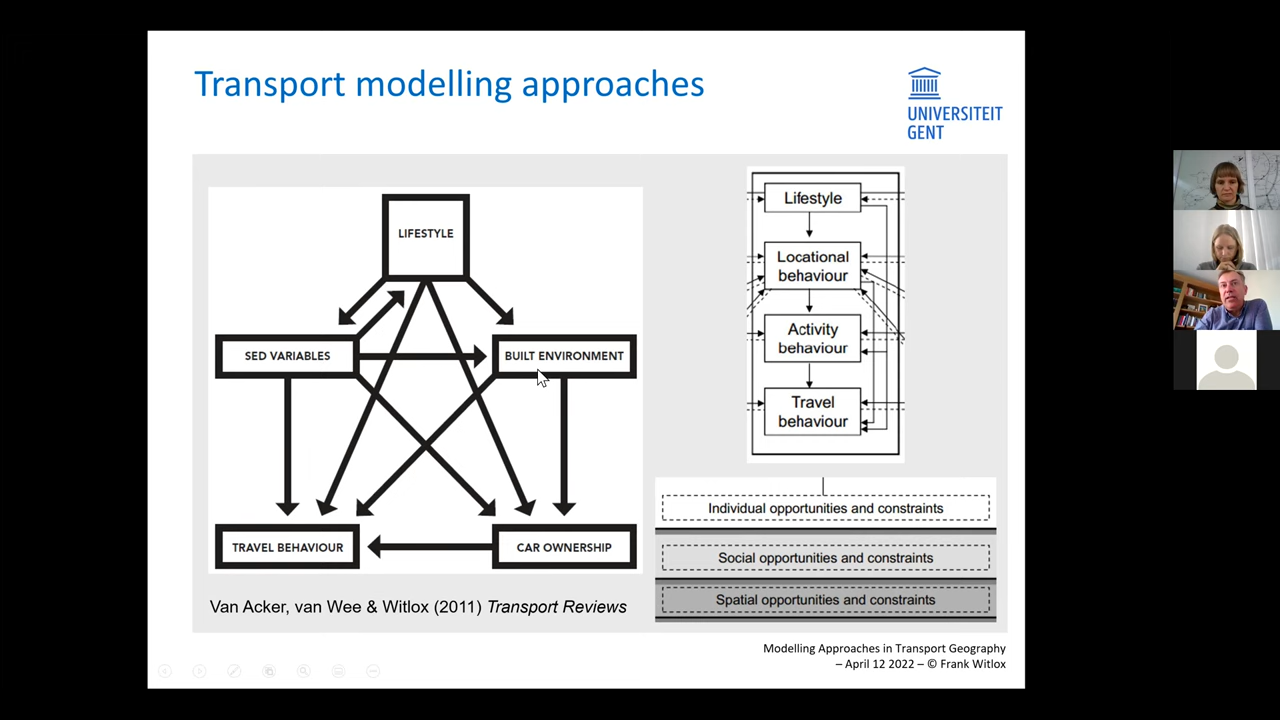 Transport modelling approaches
UNIVERSITEIT
GENT
LIFESTYLE
SED VARIABLES
BUILT ENVIRONMENT
TRAVEL BEHAVIOUR
CAR OWNERSHIP
Van Acker, van Wee & Witlox (2011) Transport Reviews
Lifestyle
Locational
behaviour
Activity
behaviour
Travel
behaviour
Individual opportunities and constraints
Social opportunities and constraints
Spatial opportunities and constraints
Modelling Approaches in Transport Geography
– April 12 2022 – © Frank Witlox